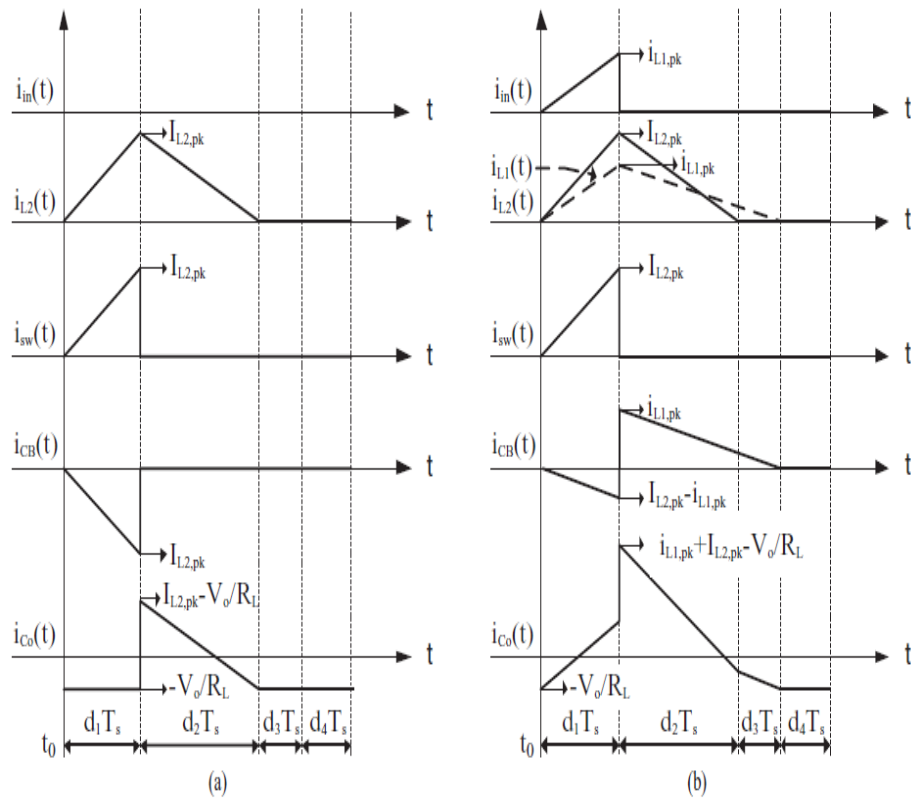 i_in(t)
t
I_L2,pk
i_L2(t)
t
I_L2,pk
i_sw(t)
t
i_CB(t)
t
I_L2,pk
I_L2,pk-V_o/R_L
i_Co(t)
t
-V_o/R_L
d_1T_s
d_2T_s
d_3T_s
d_4T_s
t_0
(a)
i_L1,pk
i_in(t)
t
I_L2,pk
i_L1(t)
i_L1,pk
i_L2(t)
t
I_L2,pk
i_sw(t)
t
i_L1,pk
i_CB(t)
t
I_L2,pk-i_L1,pk
i_L1,pk+I_L2,pk-V_o/R_L
i_Co(t)
t
-V_o/R_L
d_1T_s
d_2T_s
d_3T_s
d_4T_s
t_0
(b)